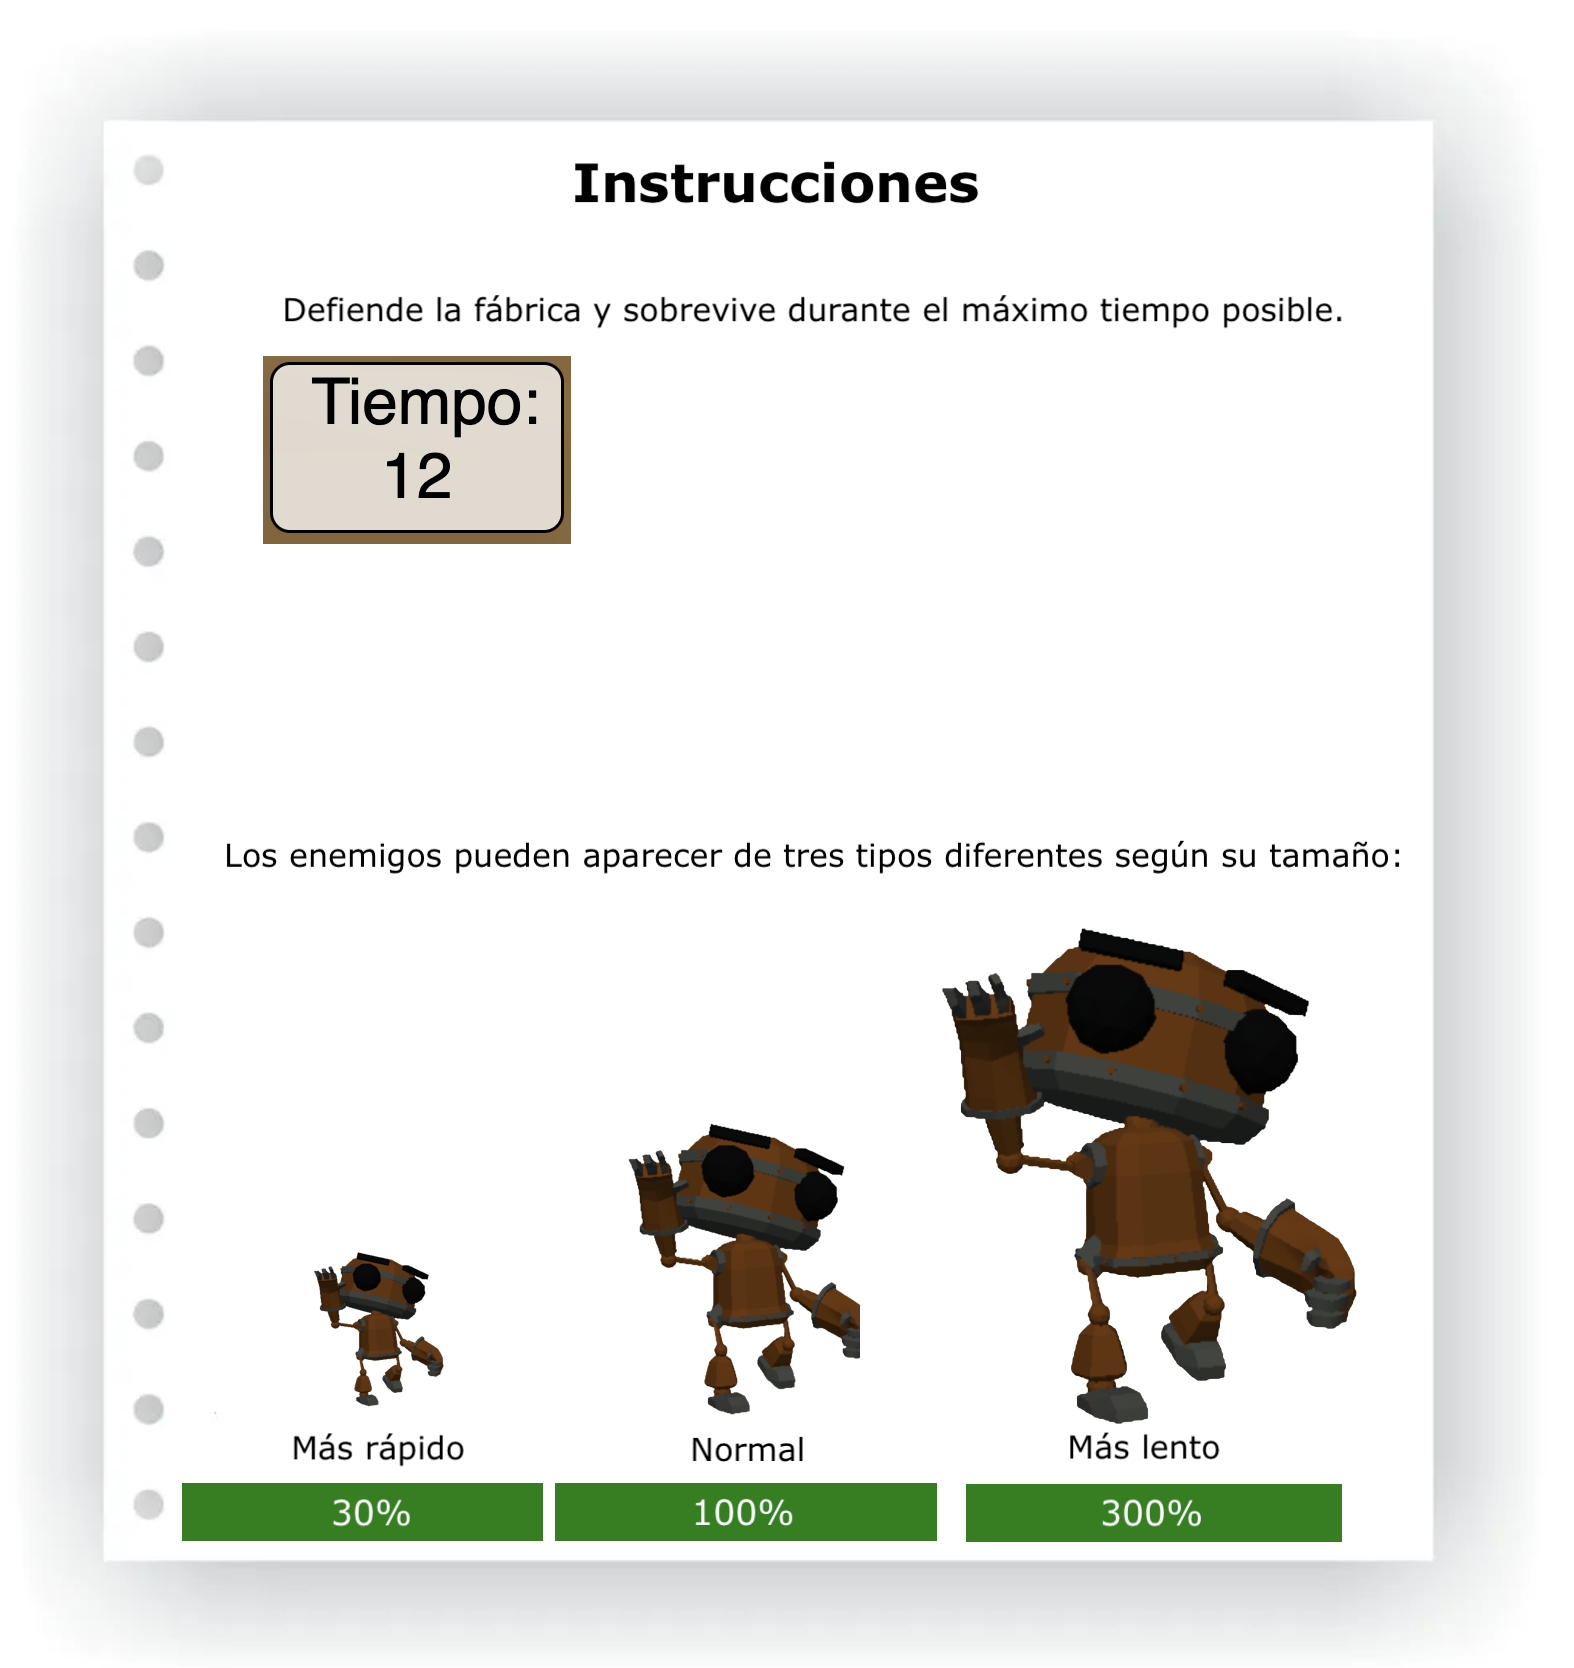 Instrucciones
Defiende la fábrica y sobrevive durante el máximo tiempo posible.
Tiempo:
12
Los enemigos pueden aparecer de tres tipos diferentes según su tamaño:
Más rápido
Normal
Más lento
30%
100%
300%